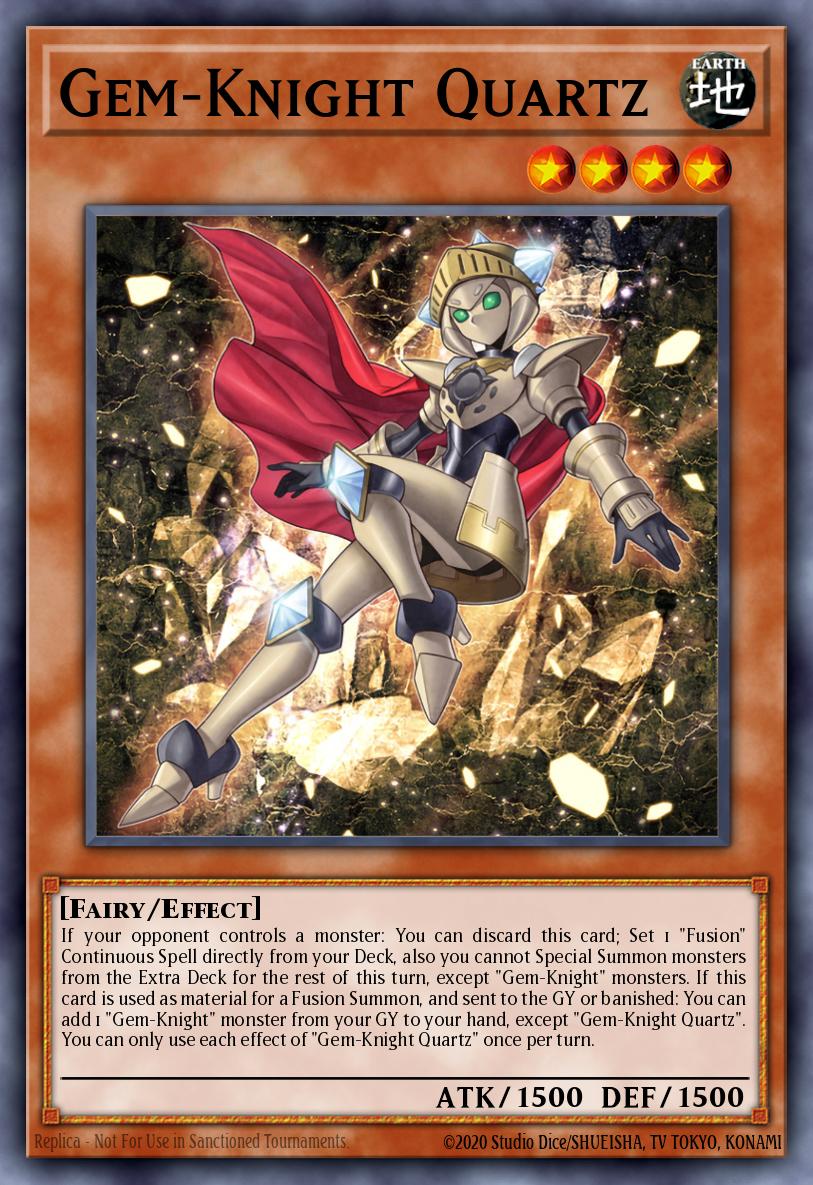 Gem-Knight Quartz
EARTH
地
[Fairy/Effect]
If your opponent controls a monster: You can discard this card; Set 1 "Fusion"
Continuous Spell directly from your Deck, also you cannot Special Summon monsters
from the Extra Deck for the rest of this turn, except "Gem-Knight" monsters. If this
card is used as material for a Fusion Summon, and sent to the GY or banished: You can
add 1 "Gem-Knight" monster from your GY to your hand, except "Gem-Knight Quartz".
You can only use each effect of "Gem-Knight Quartz" once per turn.
ATK/1500 DEF/1500
Replica - Not For Use in Sanctioned Tournaments.
©2020 Studio Dice/SHUEISHA, TV TOKYO, KONAMI